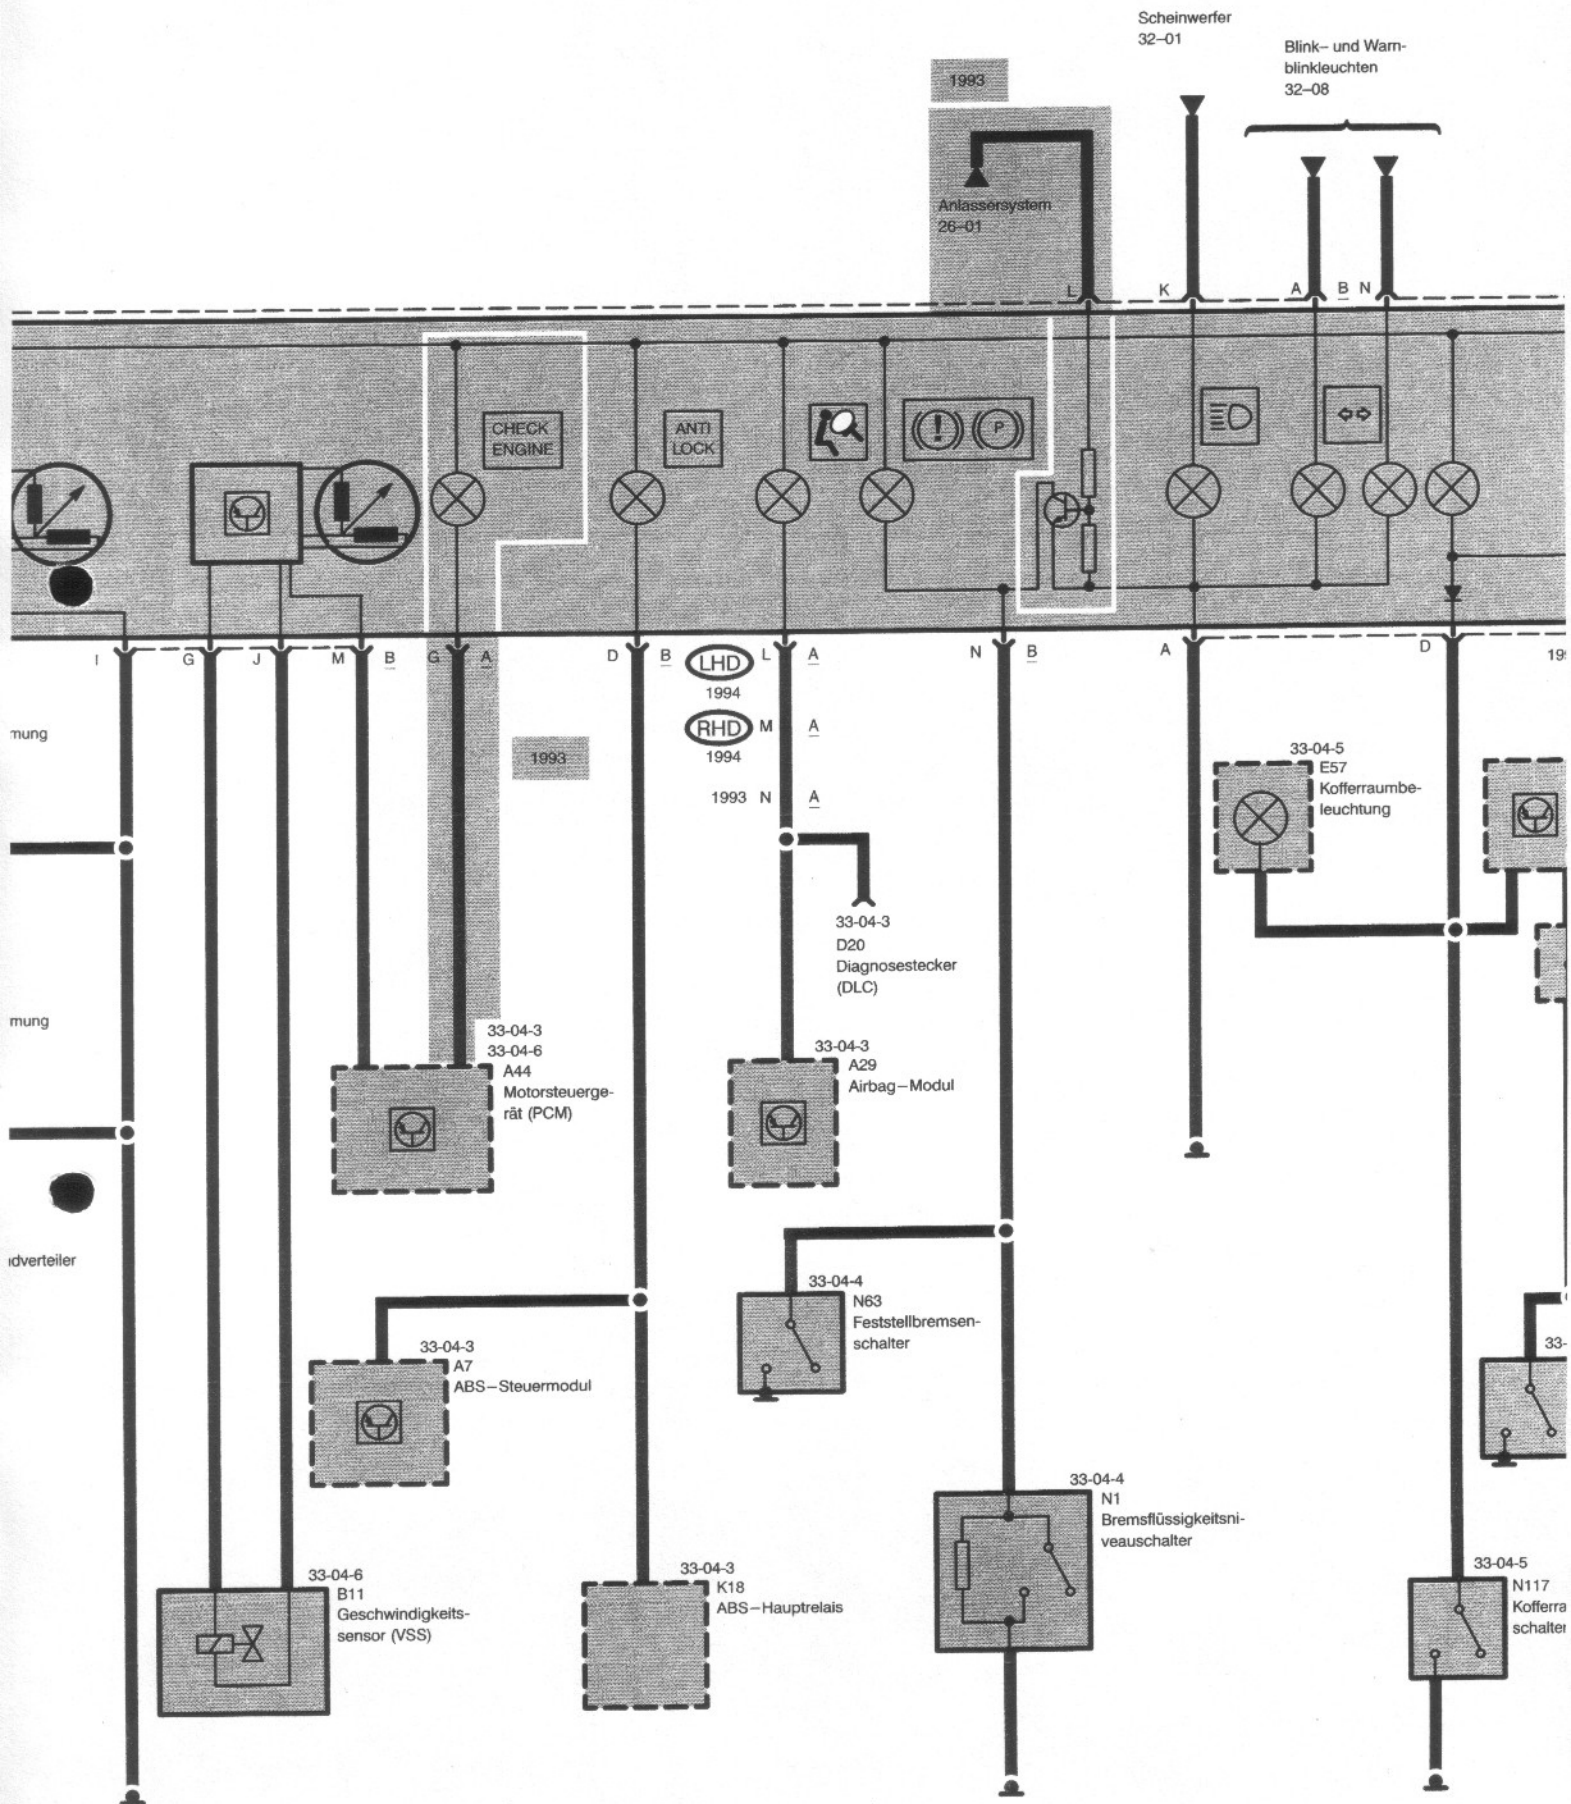 Scheinwerfer
32–01
Blink– und Warn-
blinkleuchten
32–08
1993
Anlassersystem
26–01
L
K
A
B
N
CHECK
ENGINE
ANTI
LOCK
P
I
G
J
M
B
G
A
D
B
LHD
L
A
1994
RHD
M
A
1994
1993
N
A
N
B
A
D
1993
mung
33-04-5
E57
Kofferraumbe-
leuchtung
33-04-3
D20
Diagnosestecker
(DLC)
mung
33-04-3
33-04-6
A44
Motorsteuerge-
rät (PCM)
33-04-3
A29
Airbag–Modul
dverteiler
33-04-4
N63
Feststellbremsen-
schalter
33-
33-04-3
A7
ABS–Steuermodul
33-04-4
N1
Bremsflüssigkeitsni-
veauschalter
33-04-6
B11
Geschwindigkeits-
sensor (VSS)
33-04-3
K18
ABS–Hauptrelais
33-04-5
N117
Kofferra
schalter